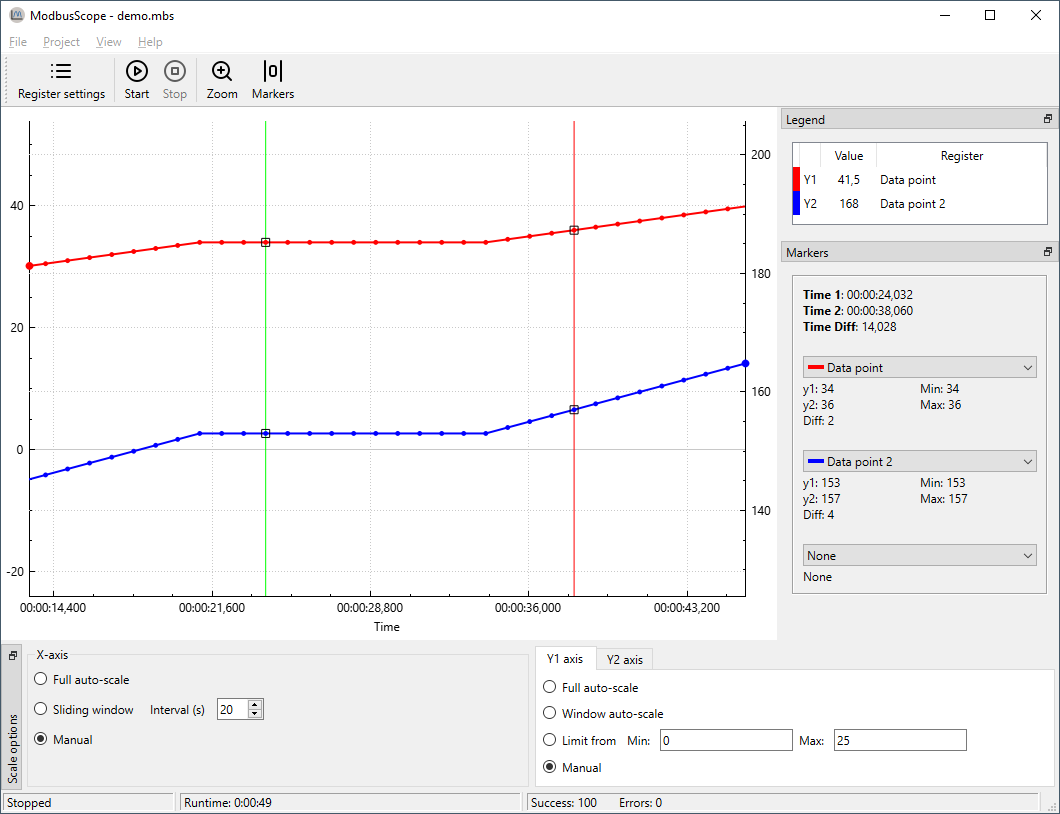 ModbusScope - demo.mbs
File Project View Help
Register settings Start Stop Zoom Markers
40
20
0
-20
200
180
160
140
00:00:14,400 00:00:21,600 00:00:28,800 00:00:36,000 00:00:43,200
Time
Legend
Value Register
Y1 41,5 Data point
Y2 168 Data point 2
Markers
Time 1: 00:00:24,032
Time 2: 00:00:38,060
Time Diff: 14,028
Data point
y1: 34 Min: 34
y2: 36 Max: 36
Diff: 2
Data point 2
y1: 153 Min: 153
y2: 157 Max: 157
Diff: 4
None
None
Scale options
X-axis
Full auto-scale
Sliding window Interval (s) 20
Manual
Y1 axis Y2 axis
Full auto-scale
Window auto-scale
Limit from Min: 0 Max: 25
Manual
Stopped Runtime: 0:00:49 Success: 100 Errors: 0